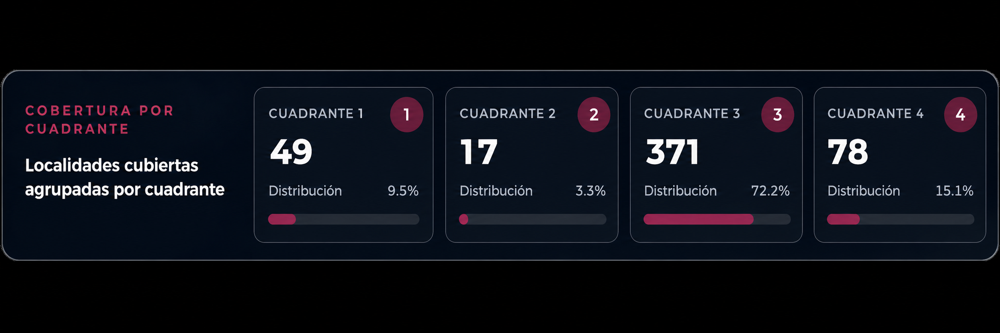 COBERTURA POR
CUADRANTE
Localidades cubiertas
agrupadas por cuadrante
CUADRANTE 1
1
49
Distribución 9.5%
CUADRANTE 2
2
17
Distribución 3.3%
CUADRANTE 3
3
371
Distribución 72.2%
CUADRANTE 4
4
78
Distribución 15.1%